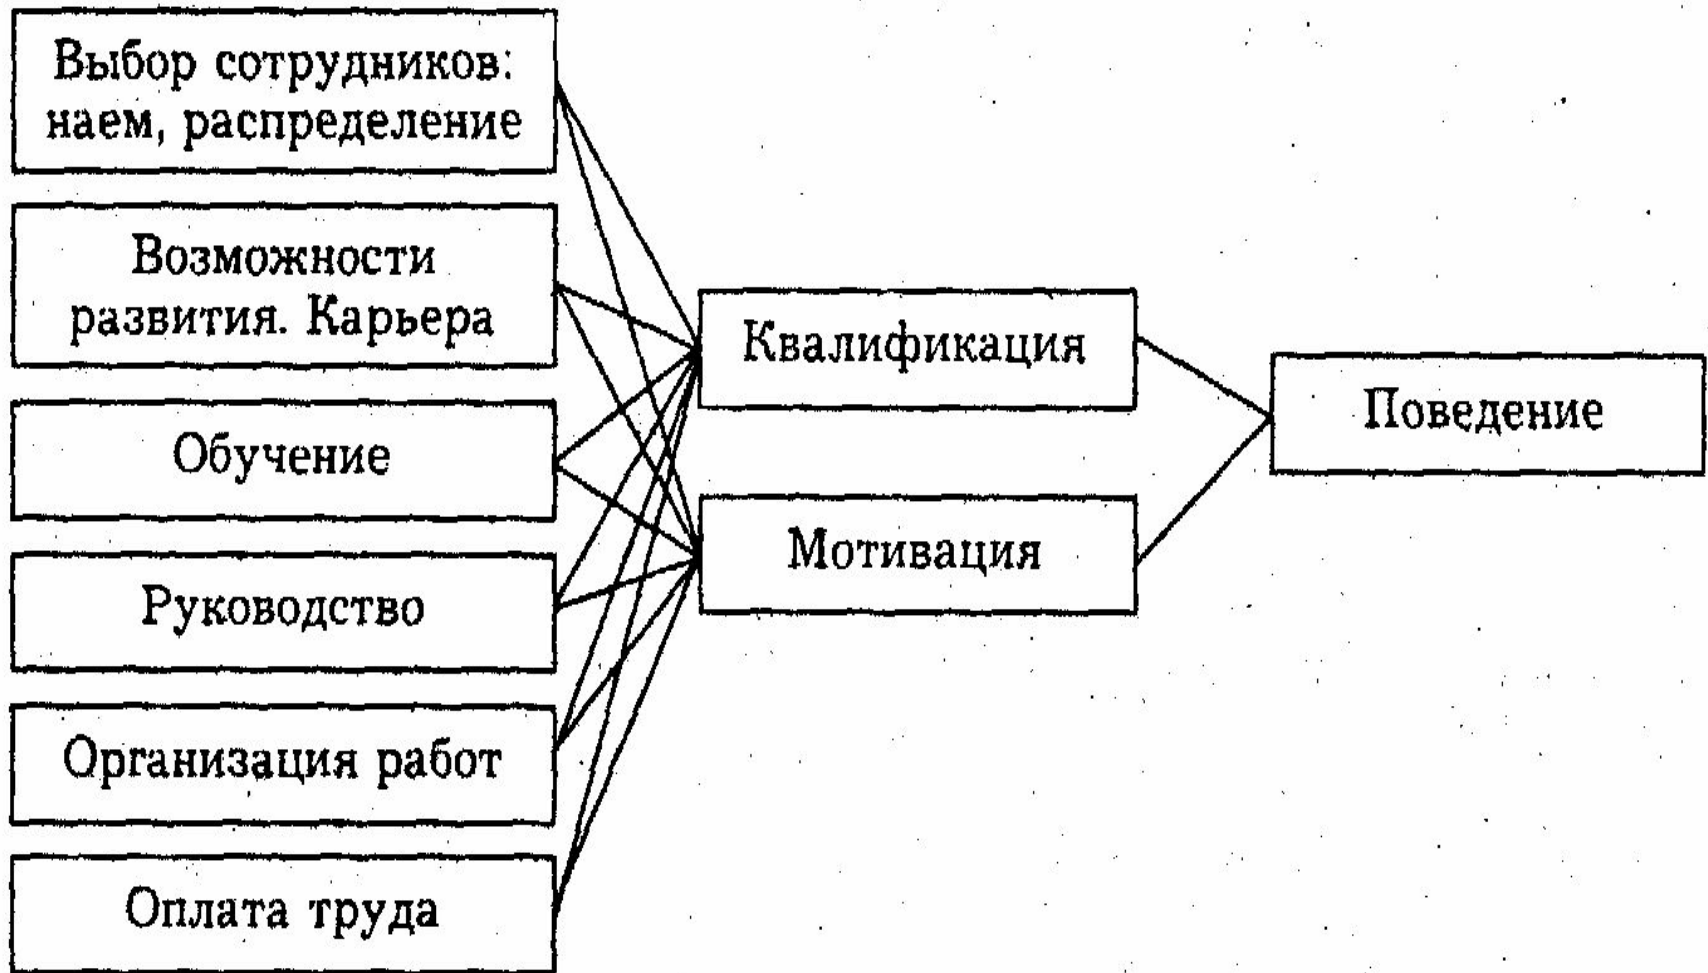 Выбор сотрудников:
наем, распределение
Возможности
развития. Карьера
Обучение
Руководство
Организация работ
Оплата труда
Квалификация
Мотивация
Поведение